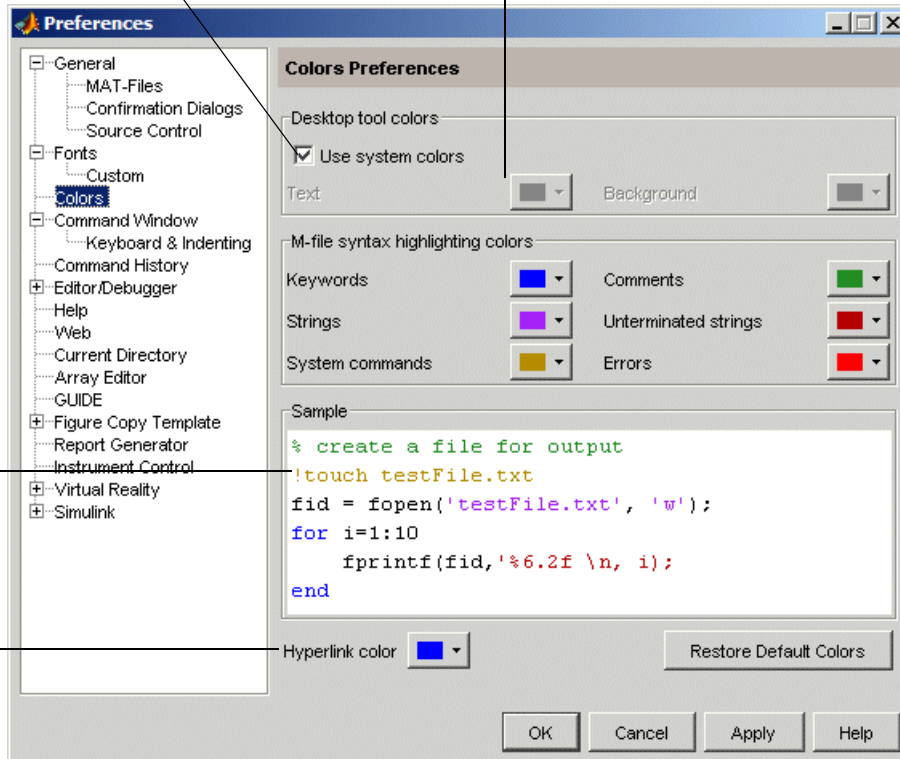 Preferences
General
MAT-Files
Confirmation Dialogs
Source Control
Fonts
Custom
Colors
Command Window
Keyboard & Indenting
Command History
Editor/Debugger
Help
Web
Current Directory
Array Editor
GUIDE
Figure Copy Template
Report Generator
Instrument Control
Virtual Reality
Simulink
Colors Preferences
Desktop tool colors
Use system colors
Text Background
M-file syntax highlighting colors
Keywords Comments
Strings Unterminated strings
System commands Errors
Sample
% create a file for output
!touch testFile.txt
fid = fopen('testFile.txt', 'w');
for i=1:10
fprintf(fid,'%6.2f \n, i);
end
Hyperlink color Restore Default Colors
OK Cancel Apply Help